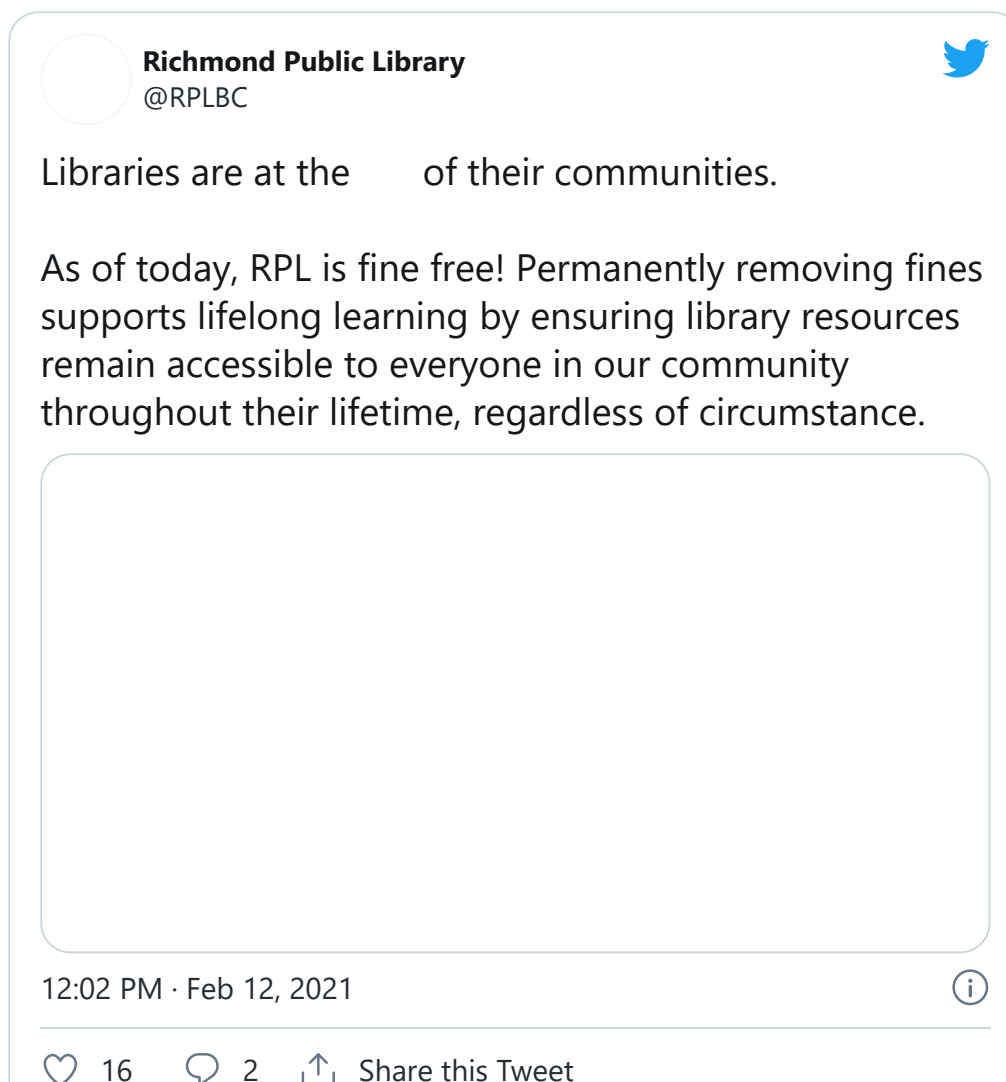 Richmond Public Library
@RPLBC
Libraries are at the of their communities.
As of today, RPL is fine free! Permanently removing fines
supports lifelong learning by ensuring library resources
remain accessible to everyone in our community
throughout their lifetime, regardless of circumstance.
12:02 PM · Feb 12, 2021
16 2 Share this Tweet